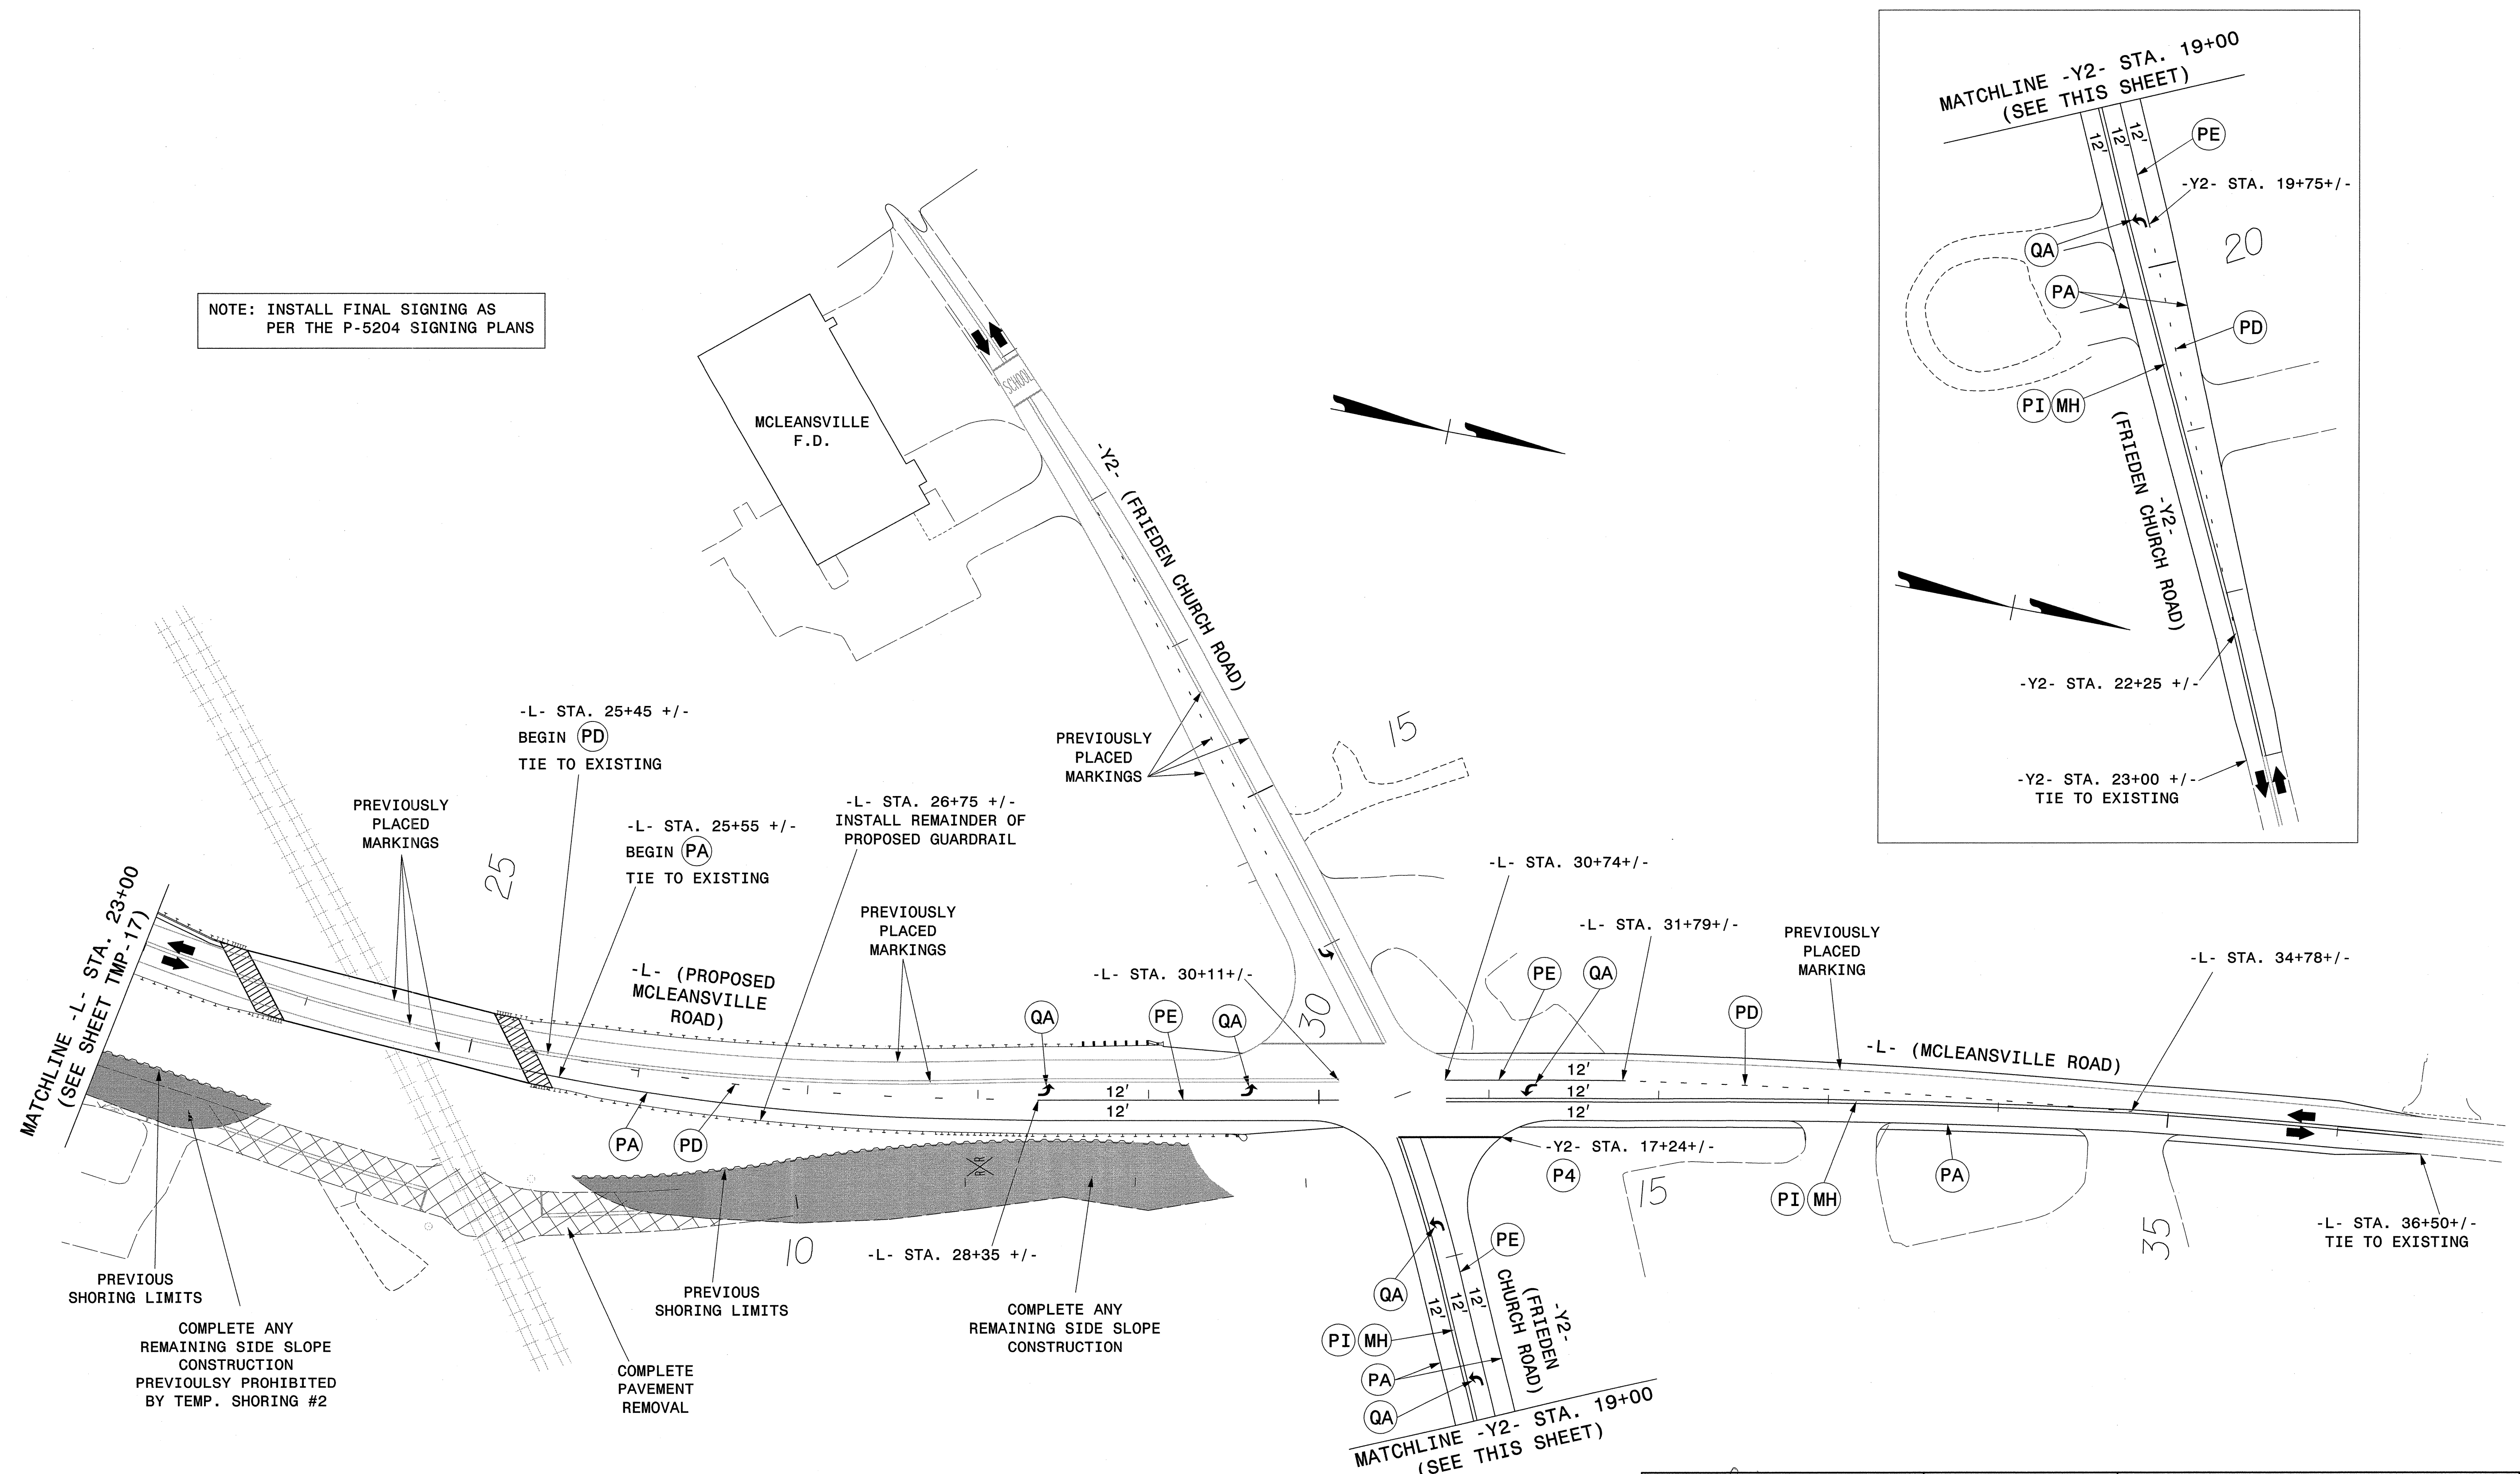 MATCHLINE -Y2- STA. 19+00
(SEE THIS SHEET)
12'
12'
12'
PE
-Y2- STA. 19+75+/-
QA
20
PA
PD
PI MH
-Y2-
(FRIEDEN CHURCH ROAD)
-Y2- STA. 22+25 +/-
-Y2- STA. 23+00 +/-
TIE TO EXISTING
NOTE: INSTALL FINAL SIGNING AS
PER THE P-5204 SIGNING PLANS
MCLEANSVILLE
F.D.
SCHOOL
-Y2- (FRIEDEN CHURCH ROAD)
PREVIOUSLY
PLACED
MARKINGS
15
-L- STA. 25+45 +/-
BEGIN PD
TIE TO EXISTING
PREVIOUSLY
PLACED
MARKINGS
25
-L- STA. 25+55 +/-
BEGIN PA
TIE TO EXISTING
-L- STA. 26+75 +/-
INSTALL REMAINDER OF
PROPOSED GUARDRAIL
PREVIOUSLY
PLACED
MARKINGS
MATCHLINE -L- STA. 23+00
(SEE SHEET TMP-17)
-L- (PROPOSED
MCLEANSVILLE
ROAD)
-L- STA. 30+11+/-
QA
PE
QA
30
12'
12'
-L- STA. 30+74+/-
-L- STA. 31+79+/-
PE
QA
PREVIOUSLY
PLACED
MARKING
PD
-L- STA. 34+78+/-
-L- (MCLEANSVILLE ROAD)
12'
12'
12'
PA
PD
R R
10
-L- STA. 28+35 +/-
-Y2- STA. 17+24+/-
P4
15
PI MH
PA
35
-L- STA. 36+50+/-
TIE TO EXISTING
PREVIOUS
SHORING LIMITS
COMPLETE ANY
REMAINING SIDE SLOPE
CONSTRUCTION
PREVIOULSY PROHIBITED
BY TEMP. SHORING #2
COMPLETE
PAVEMENT
REMOVAL
PREVIOUS
SHORING LIMITS
COMPLETE ANY
REMAINING SIDE SLOPE
CONSTRUCTION
QA
PE
12'
12'
12'
PI MH
PA
QA
-Y2-
(FRIEDEN
CHURCH ROAD)
MATCHLINE -Y2- STA. 19+00
(SEE THIS SHEET)